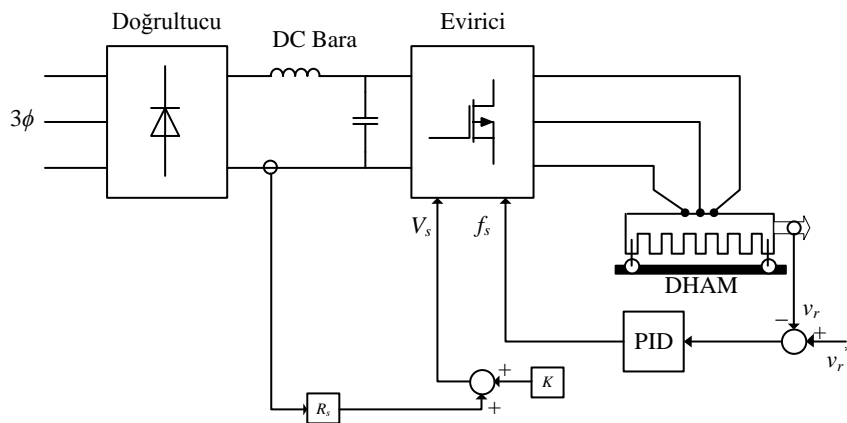 Doğrultucu
DC Bara
Evirici
3ϕ
V_s
f_s
DHAM
−
v_r
PID
+
v_r*
+
K
R_s
+